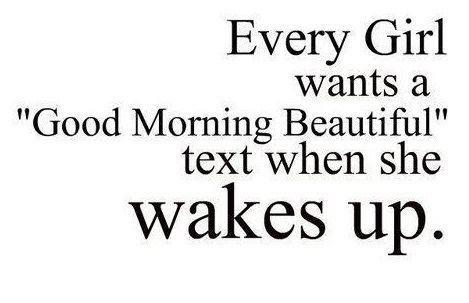 Every Girl
wants a
"Good Morning Beautiful"
text when she
wakes up.